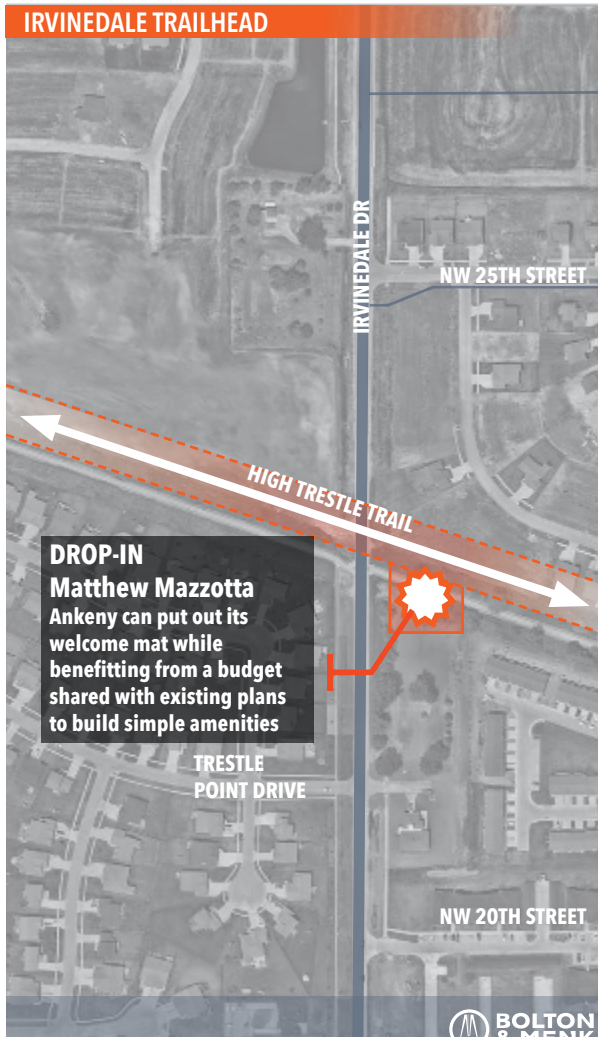 IRVINEDALE TRAILHEAD
IRVINEDALE DR
NW 25TH STREET
HIGH TRESTLE TRAIL
DROP-IN
Matthew Mazzotta
Ankeny can put out its
welcome mat while
benefitting from a budget
shared with existing plans
to build simple amenities
TRESTLE
POINT DRIVE
NW 20TH STREET
BOLTON
& MENK